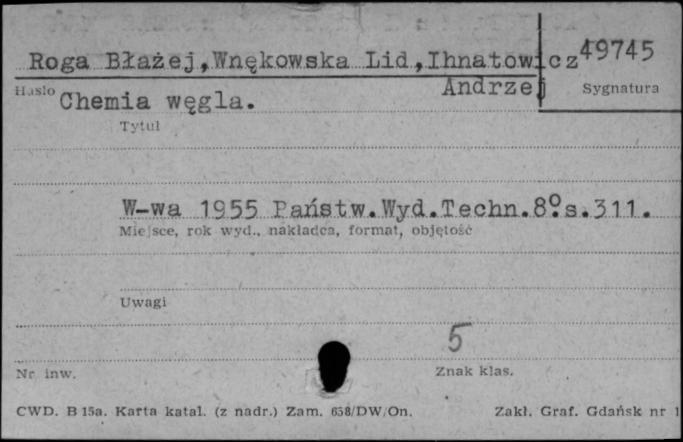 Roga Błażej,Wnękowska Lid,Ihnatowicz 49745
Hasło Chemia węgla. Andrzej Sygnatura
Tytuł
W-wa 1955 Państw.Wyd.Techn.8º.s.311.
Miejsce, rok wyd., nakładca, format, objętość
Uwagi
5
Nr inw. Znak klas.
CWD. B 15a. Karta katal. (z nadr.) Zam. 658/DW/On. Zakł. Graf. Gdańsk nr 1